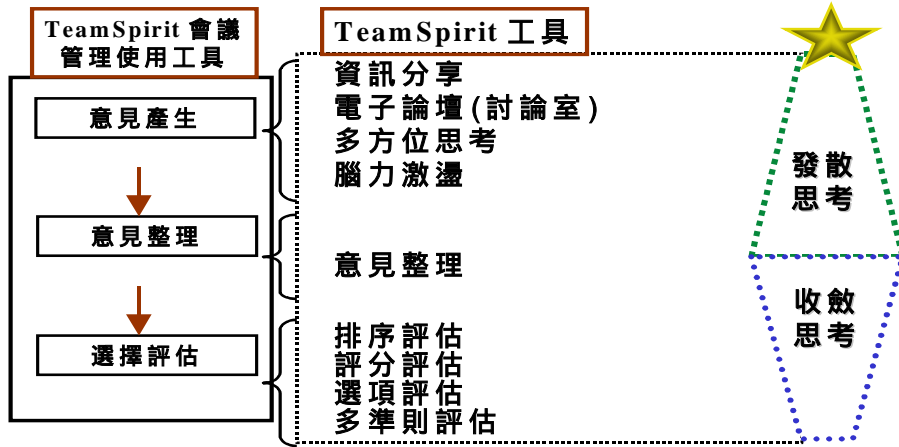 TeamSpirit 會議
管理使用工具
意見產生
意見整理
選擇評估
TeamSpirit 工具
資訊分享
電子論壇(討論室)
多方位思考
腦力激盪
意見整理
排序評估
評分評估
選項評估
多準則評估
發散
思考
收斂
思考